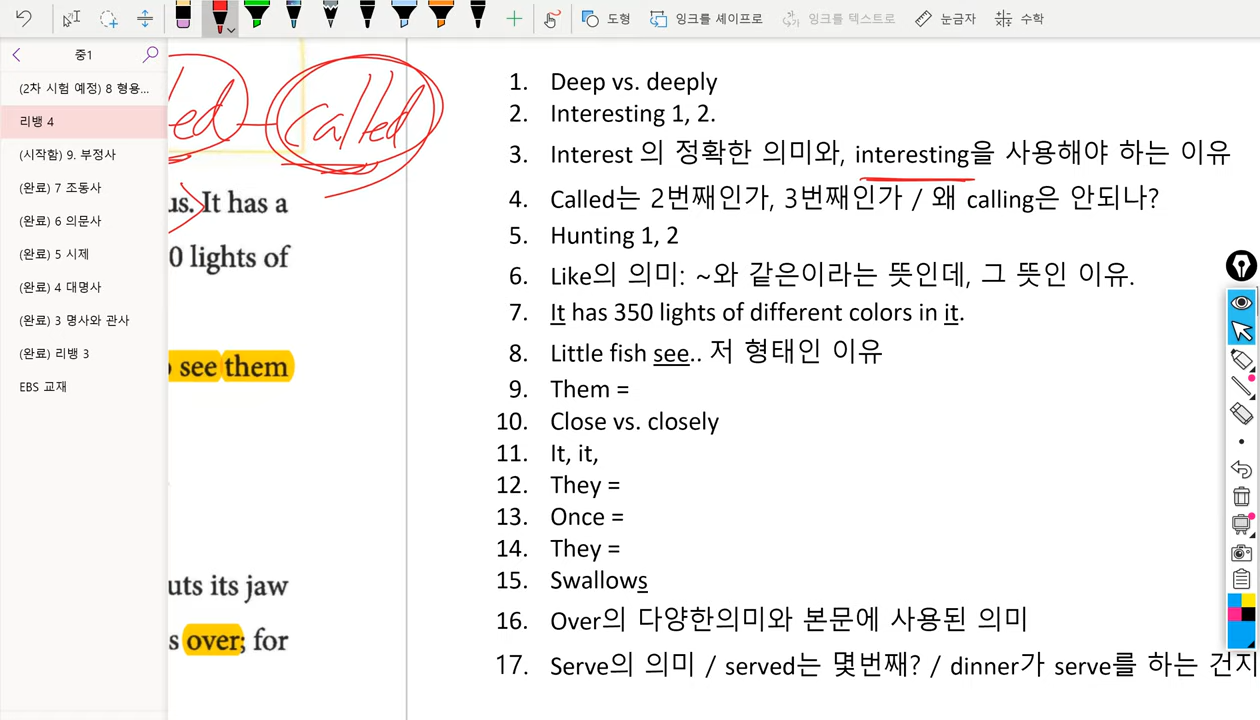 도형
잉크를 셰이프로
잉크를 텍스트로
눈금자
수학
중1
(2차 시험 예정) 8 형용...
리뱅 4
(시작함) 9. 부정사
(완료) 7 조동사
(완료) 6 의문사
(완료) 5 시제
(완료) 4 대명사
(완료) 3 명사와 관사
(완료) 리뱅 3
EBS 교재
led called
us. It has a
0 lights of
see them
uts its jaw
s over; for
1. Deep vs. deeply
2. Interesting 1, 2.
3. Interest 의 정확한 의미와, interesting을 사용해야 하는 이유
4. Called는 2번째인가, 3번째인가 / 왜 calling은 안되나?
5. Hunting 1, 2
6. Like의 의미: ~와 같은이라는 뜻인데, 그 뜻인 이유.
7. It has 350 lights of different colors in it.
8. Little fish see.. 저 형태인 이유
9. Them =
10. Close vs. closely
11. It, it,
12. They =
13. Once =
14. They =
15. Swallows
16. Over의 다양한의미와 본문에 사용된 의미
17. Serve의 의미 / served는 몇번째? / dinner가 serve를 하는 건지